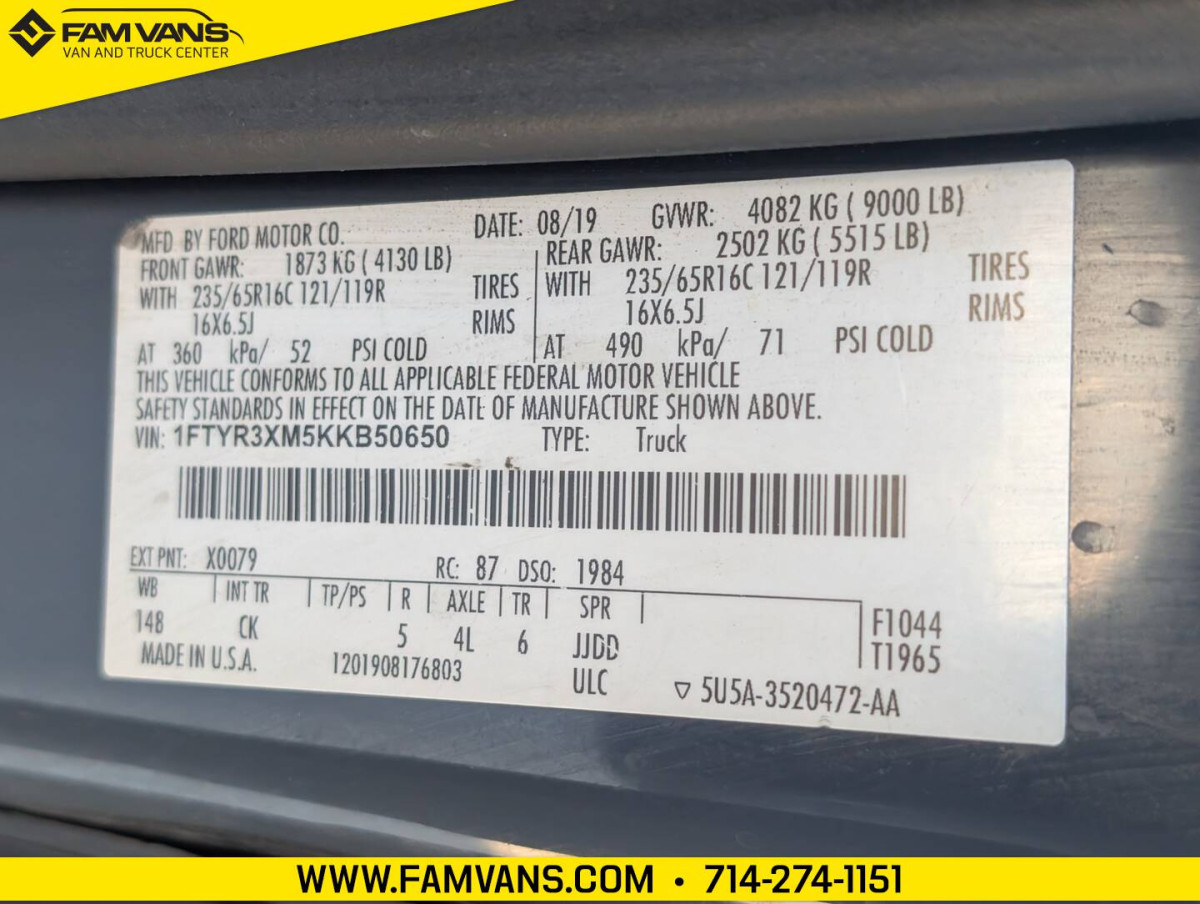 FAM VANS
VAN AND TRUCK CENTER
MFD BY FORD MOTOR CO. DATE: 08/19 GVWR: 4082 KG ( 9000 LB)
FRONT GAWR: 1873 KG ( 4130 LB) REAR GAWR: 2502 KG ( 5515 LB)
WITH 235/65R16C 121/119R TIRES WITH 235/65R16C 121/119R TIRES
16X6.5J RIMS 16X6.5J RIMS
AT 360 kPa/ 52 PSI COLD AT 490 kPa/ 71 PSI COLD
THIS VEHICLE CONFORMS TO ALL APPLICABLE FEDERAL MOTOR VEHICLE
SAFETY STANDARDS IN EFFECT ON THE DATE OF MANUFACTURE SHOWN ABOVE.
VIN: 1FTYR3XM5KKB50650 TYPE: Truck
EXT PNT: X0079 RC: 87 DSO: 1984
WB INT TR TP/PS R AXLE TR SPR
148 CK 5 4L 6 JJDD F1044
MADE IN U.S.A. 1201908176803 ULC T1965
5U5A-3520472-AA
WWW.FAMVANS.COM • 714-274-1151